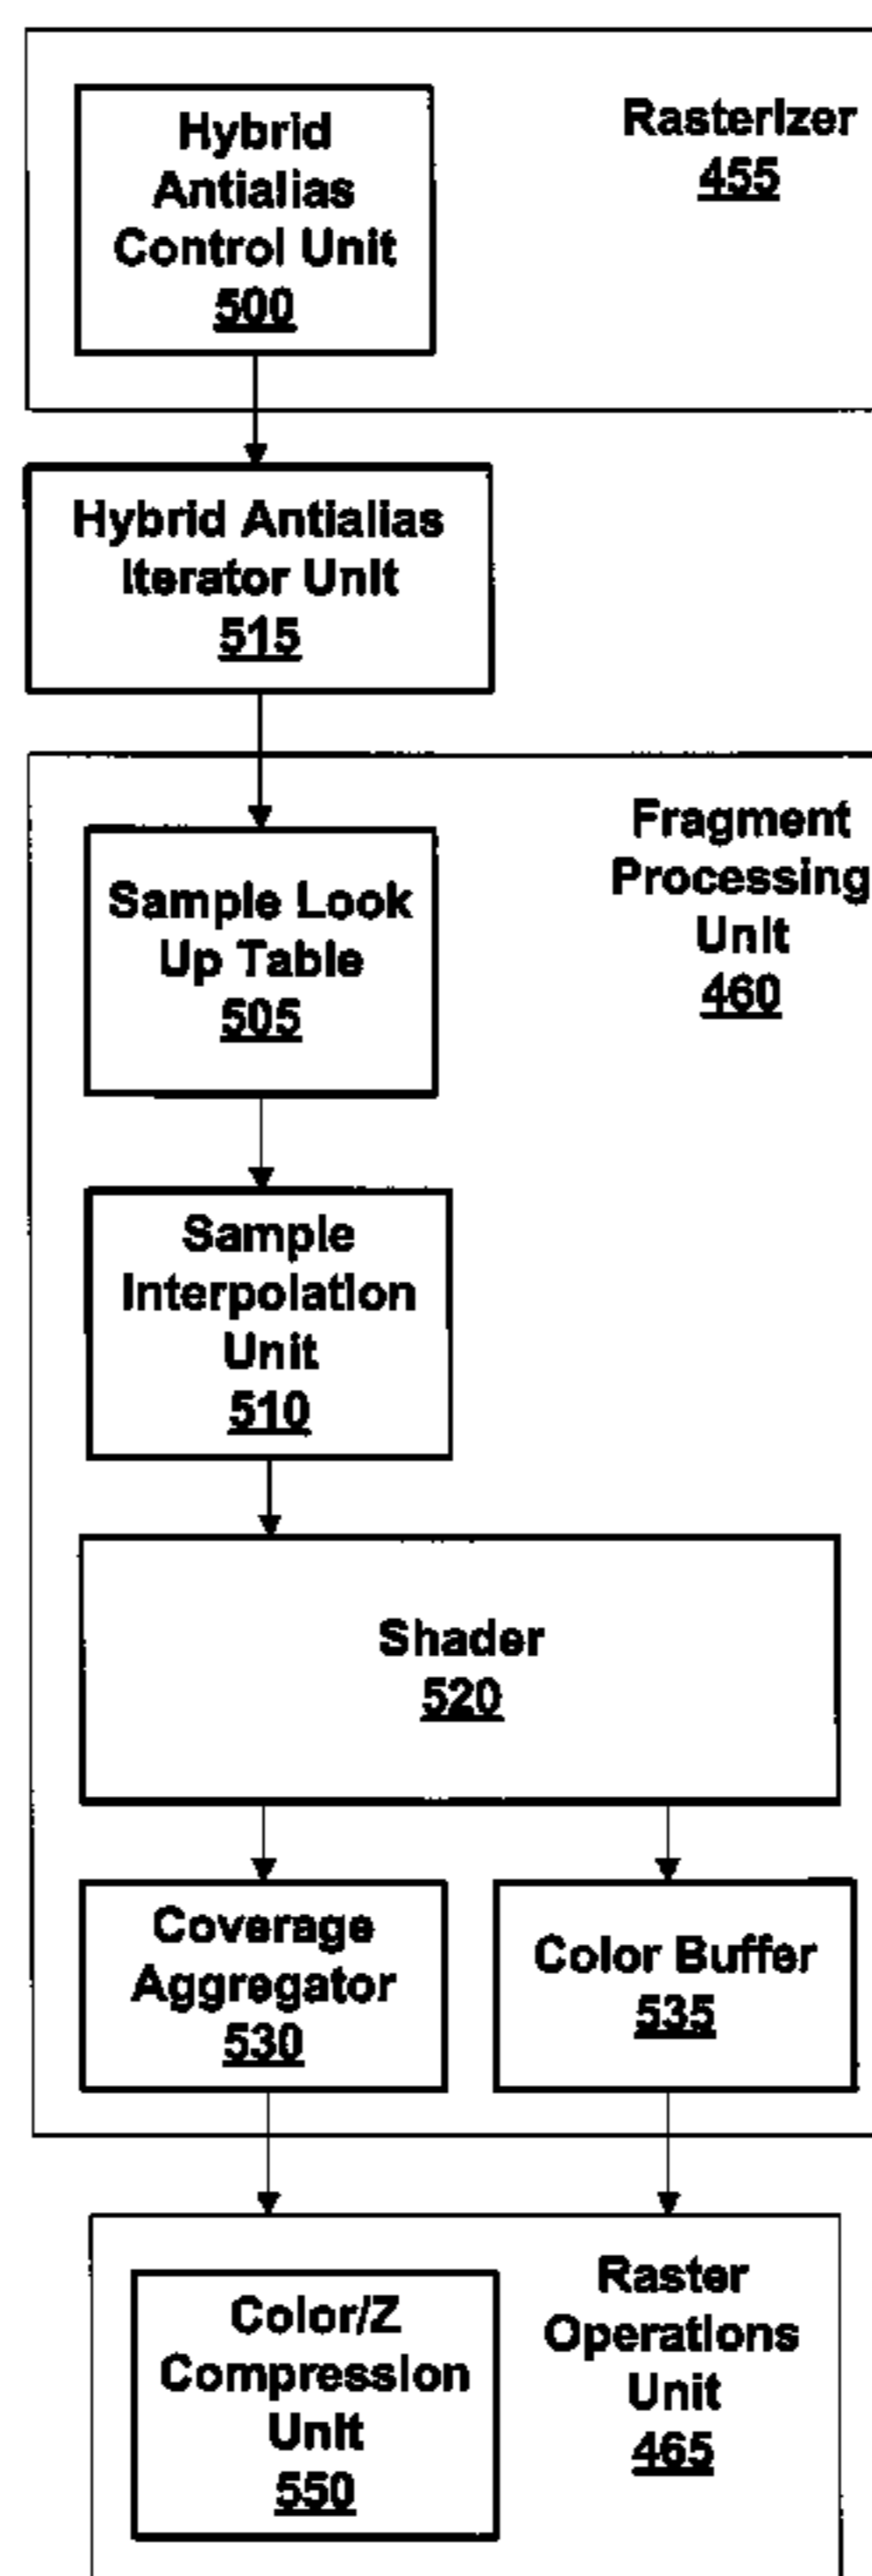 Hybrid
Antialias
Control Unit
500
Rasterizer
455
Hybrid Antialias
Iterator Unit
515
Fragment
Processing
Unit
460
Sample Look
Up Table
505
Sample
Interpolation
Unit
510
Shader
520
Coverage
Aggregator
530
Color Buffer
535
Raster
Operations
Unit
465
Color/Z
Compression
Unit
550